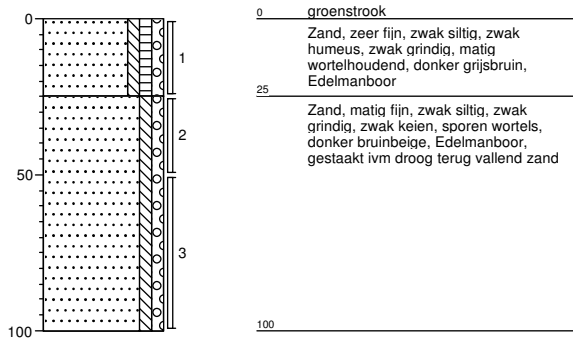 0
1
2
50
3
100
0 groenstrook
Zand, zeer fijn, zwak siltig, zwak
humeus, zwak grindig, matig
wortelhoudend, donker grijsbruin,
Edelmanboor
25
Zand, matig fijn, zwak siltig, zwak
grindig, zwak keien, sporen wortels,
donker bruinbeige, Edelmanboor,
gestaakt ivm droog terug vallend zand
100